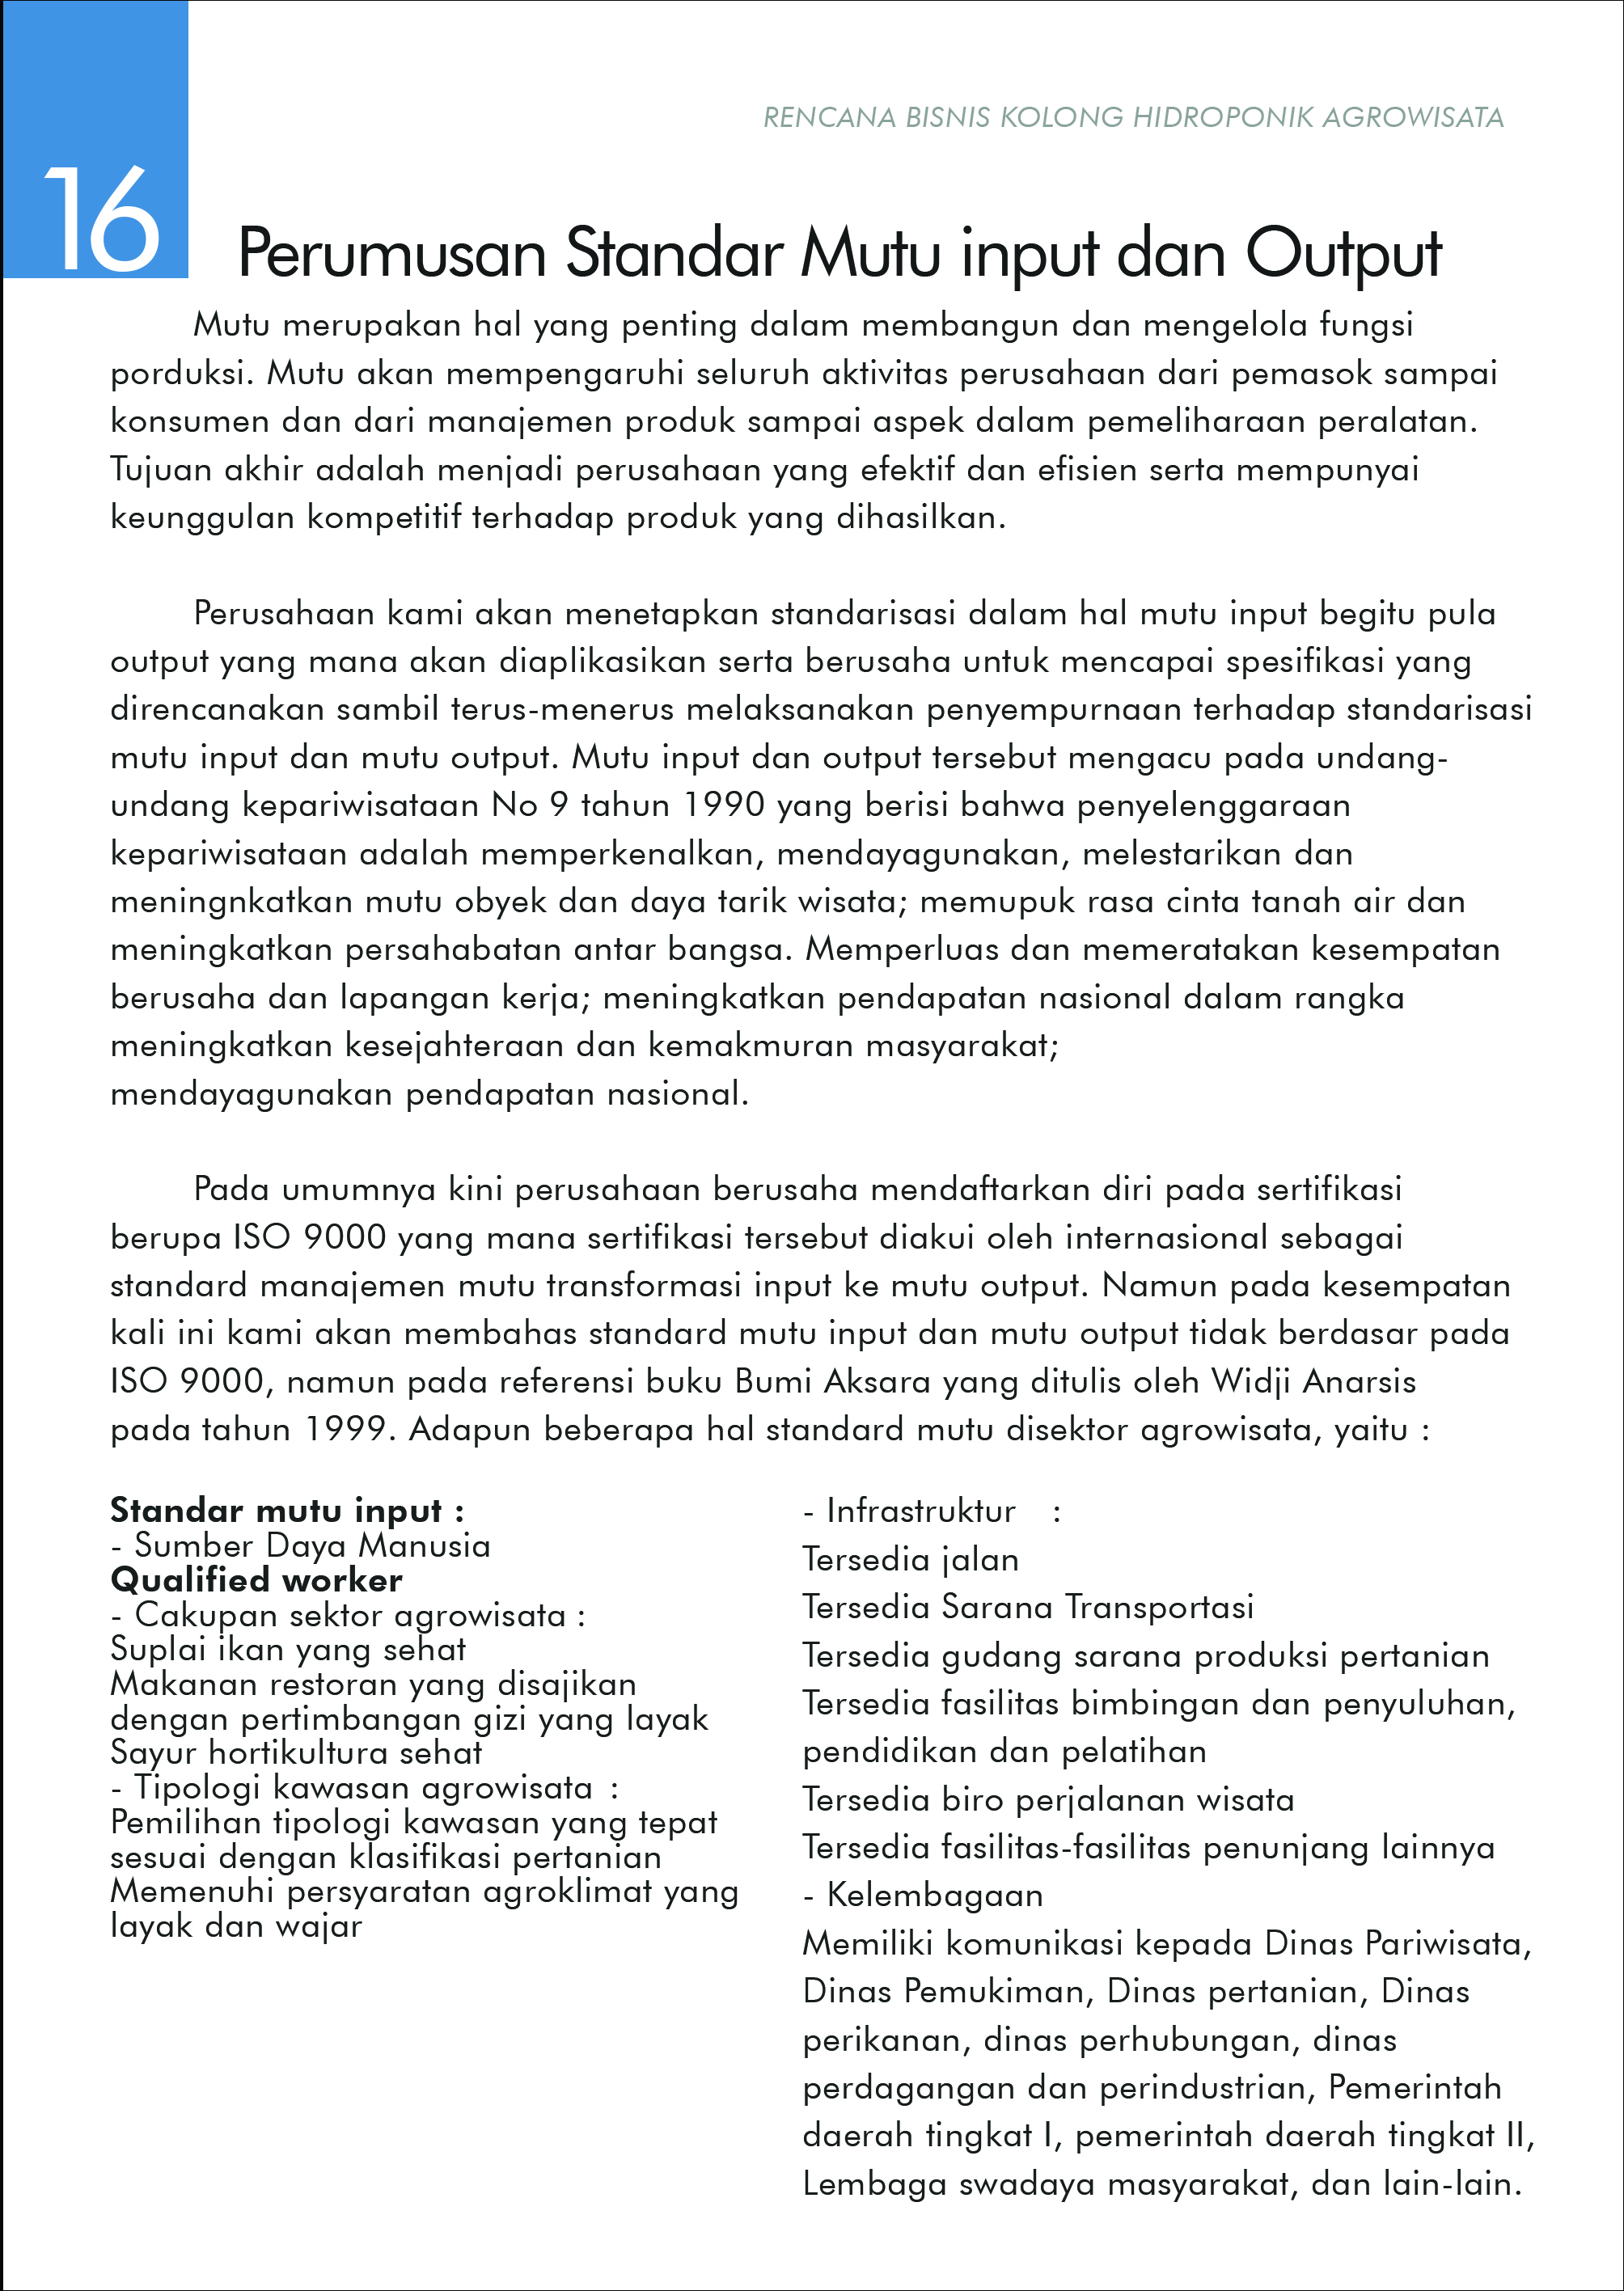 RENCANA BISNIS KOLONG HIDROPONIK AGROWISATA
16
Perumusan Standar Mutu input dan Output
Mutu merupakan hal yang penting dalam membangun dan mengelola fungsi
porduksi. Mutu akan mempengaruhi seluruh aktivitas perusahaan dari pemasok sampai
konsumen dan dari manajemen produk sampai aspek dalam pemeliharaan peralatan.
Tujuan akhir adalah menjadi perusahaan yang efektif dan efisien serta mempunyai
keunggulan kompetitif terhadap produk yang dihasilkan.
Perusahaan kami akan menetapkan standarisasi dalam hal mutu input begitu pula
output yang mana akan diaplikasikan serta berusaha untuk mencapai spesifikasi yang
direncanakan sambil terus-menerus melaksanakan penyempurnaan terhadap standarisasi
mutu input dan mutu output. Mutu input dan output tersebut mengacu pada undang-
undang kepariwisataan No 9 tahun 1990 yang berisi bahwa penyelenggaraan
kepariwisataan adalah memperkenalkan, mendayagunakan, melestarikan dan
meningnkatkan mutu obyek dan daya tarik wisata; memupuk rasa cinta tanah air dan
meningkatkan persahabatan antar bangsa. Memperluas dan memeratakan kesempatan
berusaha dan lapangan kerja; meningkatkan pendapatan nasional dalam rangka
meningkatkan kesejahteraan dan kemakmuran masyarakat;
mendayagunakan pendapatan nasional.
Pada umumnya kini perusahaan berusaha mendaftarkan diri pada sertifikasi
berupa ISO 9000 yang mana sertifikasi tersebut diakui oleh internasional sebagai
standard manajemen mutu transformasi input ke mutu output. Namun pada kesempatan
kali ini kami akan membahas standard mutu input dan mutu output tidak berdasar pada
ISO 9000, namun pada referensi buku Bumi Aksara yang ditulis oleh Widji Anarsis
pada tahun 1999. Adapun beberapa hal standard mutu disektor agrowisata, yaitu :
Standar mutu input :
- Sumber Daya Manusia
Qualified worker
- Cakupan sektor agrowisata :
Suplai ikan yang sehat
Makanan restoran yang disajikan
dengan pertimbangan gizi yang layak
Sayur hortikultura sehat
- Tipologi kawasan agrowisata :
Pemilihan tipologi kawasan yang tepat
sesuai dengan klasifikasi pertanian
Memenuhi persyaratan agroklimat yang
layak dan wajar
- Infrastruktur :
Tersedia jalan
Tersedia Sarana Transportasi
Tersedia gudang sarana produksi pertanian
Tersedia fasilitas bimbingan dan penyuluhan,
pendidikan dan pelatihan
Tersedia biro perjalanan wisata
Tersedia fasilitas-fasilitas penunjang lainnya
- Kelembagaan
Memiliki komunikasi kepada Dinas Pariwisata,
Dinas Pemukiman, Dinas pertanian, Dinas
perikanan, dinas perhubungan, dinas
perdagangan dan perindustrian, Pemerintah
daerah tingkat I, pemerintah daerah tingkat II,
Lembaga swadaya masyarakat, dan lain-lain.